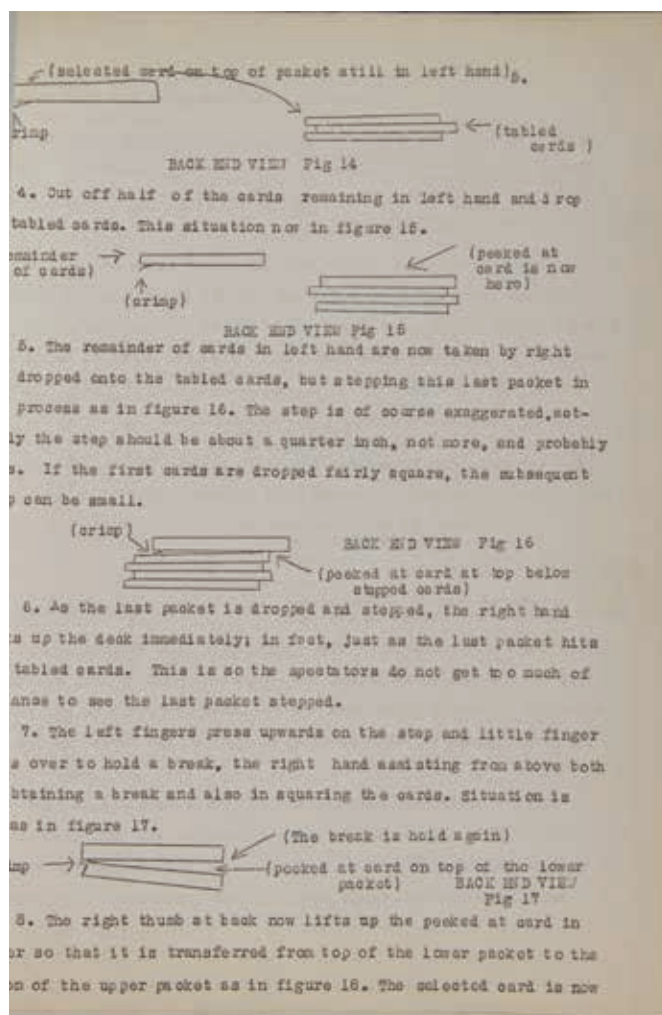 (selected card on top of packet still in left hand)
rimp
(tabled
cards )
BACK END VIEW Fig 14
4. Cut off half of the cards remaining in left hand and drop
tabled cards. This situation now in figure 15.
emainder
of cards)
(peeked at
card is now
here)
(crimp)
BACK END VIEW Fig 15
5. The remainder of cards in left hand are now taken by right
dropped onto the tabled cards, but stepping this last packet in
process as in figure 16. The step is of course exaggerated,act-
ly the step should be about a quarter inch, not more, and probebly
s. If the first cards are dropped fairly square, the subsequent
p can be small.
(crimp)
BACK END VIEW Fig 16
(peeked at card at top below
stepped cards)
6. As the last packet is dropped and stepped, the right hand
s up the deck immediately; in fact, just as the last packet hits
tabled cards. This is so the spectators do not get too much of
ance to see the last packet stepped.
7. The left fingers press upwards on the step and little finger
s over to hold a break, the right hand assisting from above both
btaining a break and also in squaring the cards. Situation is
as in figure 17.
(The break is held again)
imp
(peeked at card on top of the lower
packet)
BACK END VIEW
Fig 17
8. The right thumb at back now lifts up the peeked at card in
er so that it is transferred from top of the lower packet to the
om of the upper packet as in figure 18. The selected card is now